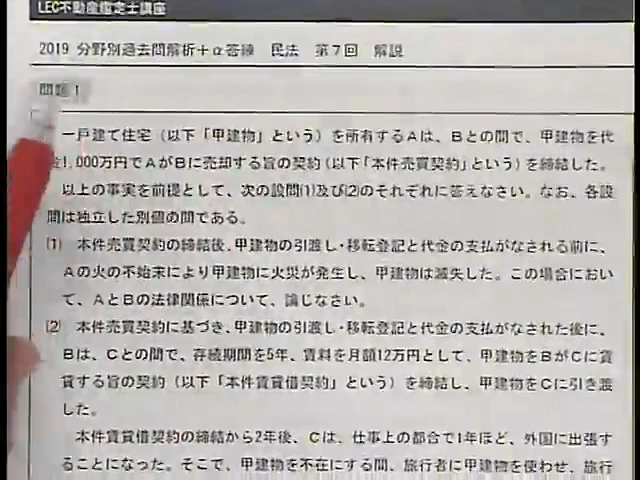 LEC不動産鑑定士講座
2019 分野別過去問解析+α答練 民法 第7回 解説
問題1
一戸建て住宅(以下「甲建物」という)を所有するAは、Bとの間で、甲建物を代
金1,000万円でAがBに売却する旨の契約(以下「本件売買契約」という)を締結した。
以上の事実を前提として、次の設問(1)及び(2)のそれぞれに答えなさい。なお、各設
問は独立した別個の問である。
(1) 本件売買契約の締結後、甲建物の引渡し・移転登記と代金の支払がなされる前に、
Aの火の不始末により甲建物に火災が発生し、甲建物は滅失した。この場合におい
て、AとBの法律関係について、論じなさい。
(2) 本件売買契約に基づき、甲建物の引渡し・移転登記と代金の支払がなされた後に、
Bは、Cとの間で、存続期間を5年、賃料を月額12万円として、甲建物をBがCに賃
貸する旨の契約(以下「本件賃貸借契約」という)を締結し、甲建物をCに引き渡
した。
本件賃貸借契約の締結から2年後、Cは、仕事上の都合で1年ほど、外国に出張す
ることになった。そこで、甲建物を不在にする間、旅行者に甲建物を使わせ、旅行